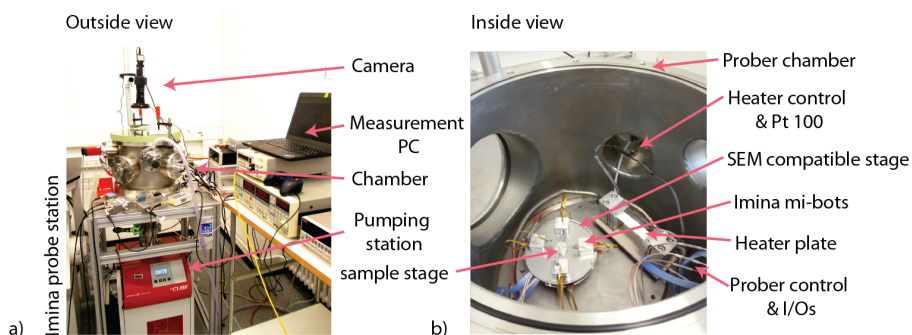 Outside view
Camera
Measurement
PC
Chamber
Pumping
station
sample stage
Imina probe station
a)
Inside view
Prober chamber
Heater control
& Pt 100
SEM compatible stage
Imina mi-bots
Heater plate
Prober control
& I/Os
b)